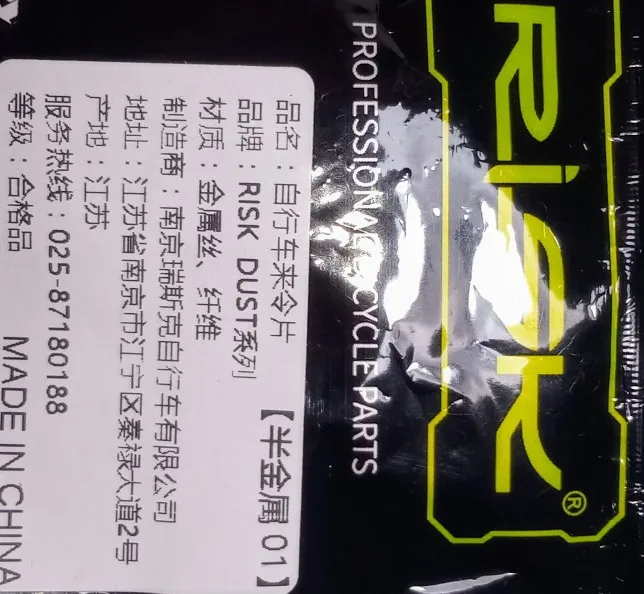 RISK®
PROFESSIONAL CYCLE PARTS
品名：自行车来令片 【半金属 01】
品牌：RISK DUST系列
材质：金属丝、纤维
制造商：南京瑞斯克自行车有限公司
地址：江苏省南京市江宁区秦禄大道2号
产地：江苏
服务热线：025-87180188
等级：合格品 MADE IN CHINA